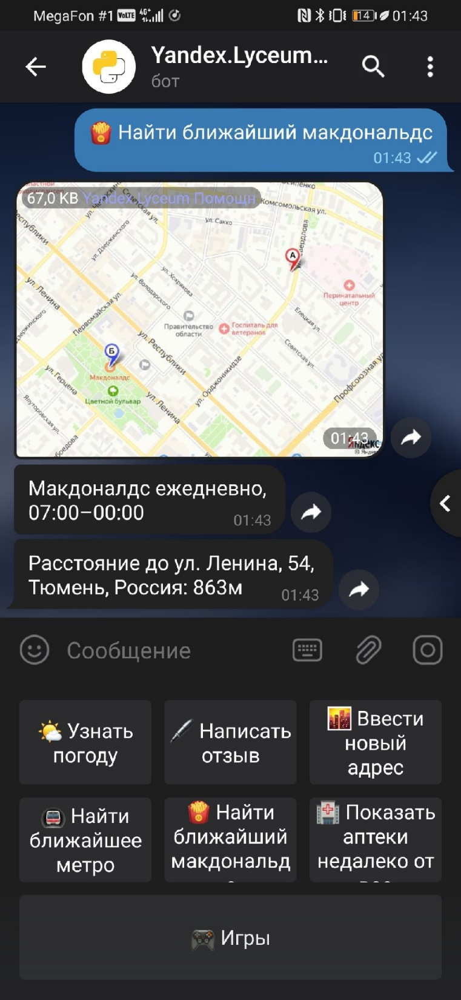 MegaFon #1 VoLTE 4G+ 14 01:43
Yandex.Lyceum...
бот
Найти ближайший макдональдс
01:43
67,0 KB Yandex.Lyceum Помощн
Комсомольская ул.
ул. Сакко
ул. Дзержинского
А
ул. Хохрякова
ул. Володарского
Перинатальный
центр
ул. Ленина
Первомайская ул.
Правительство
области
Госпиталь для
ветеранов
Елецкая ул.
ул. Республики
Советская ул.
Б
Макдоналдс
ул. Герцена
ул. Орджоникидзе
Профсоюзная ул
Цветной бульвар
ул. Ленина
Ялуторовская ул.
01:43
Яндекс
Макдоналдс ежедневно,
07:00–00:00
01:43
Расстояние до ул. Ленина, 54,
Тюмень, Россия: 863м
01:43
Сообщение
Узнать
погоду
Написать
отзыв
Ввести
новый
адрес
Найти
ближайшее
метро
Найти
ближайший
макдональд
Показать
аптеки
недалеко от
Игры